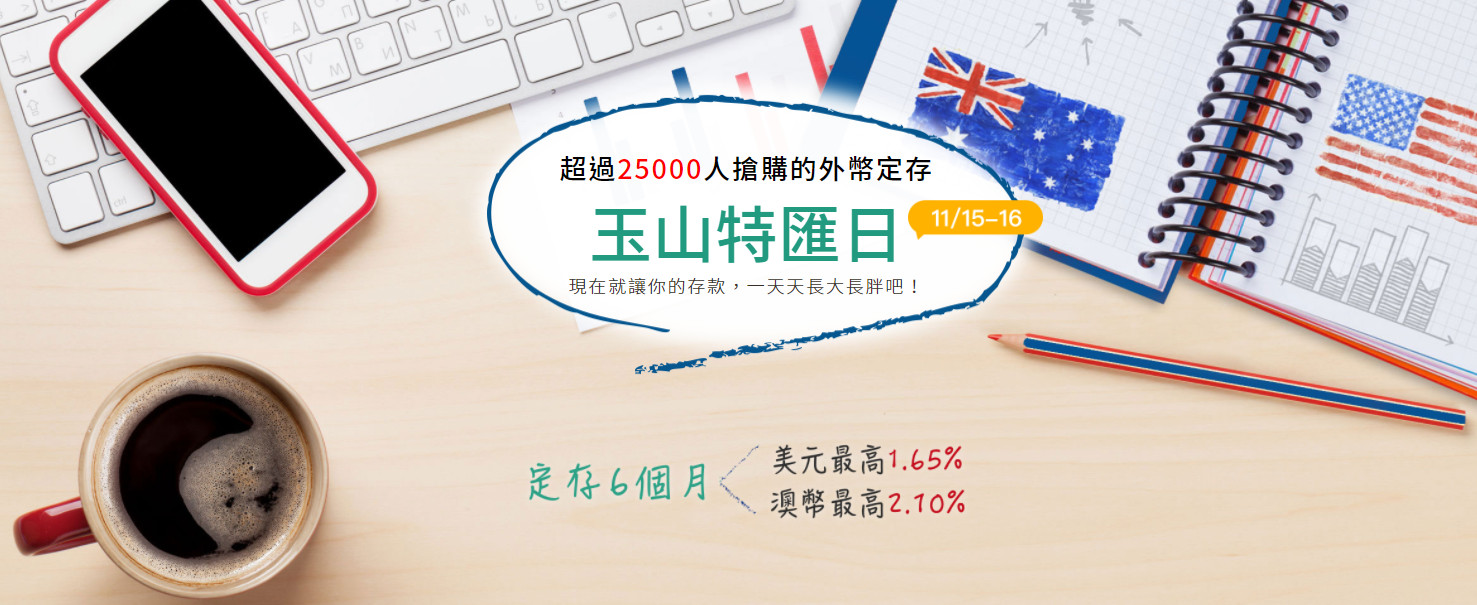 超過25000人搶購的外幣定存
玉山特匯日
11/15-16
現在就讓你的存款，一天天長大長胖吧！
定存6個月
美元最高1.65%
澳幣最高2.10%